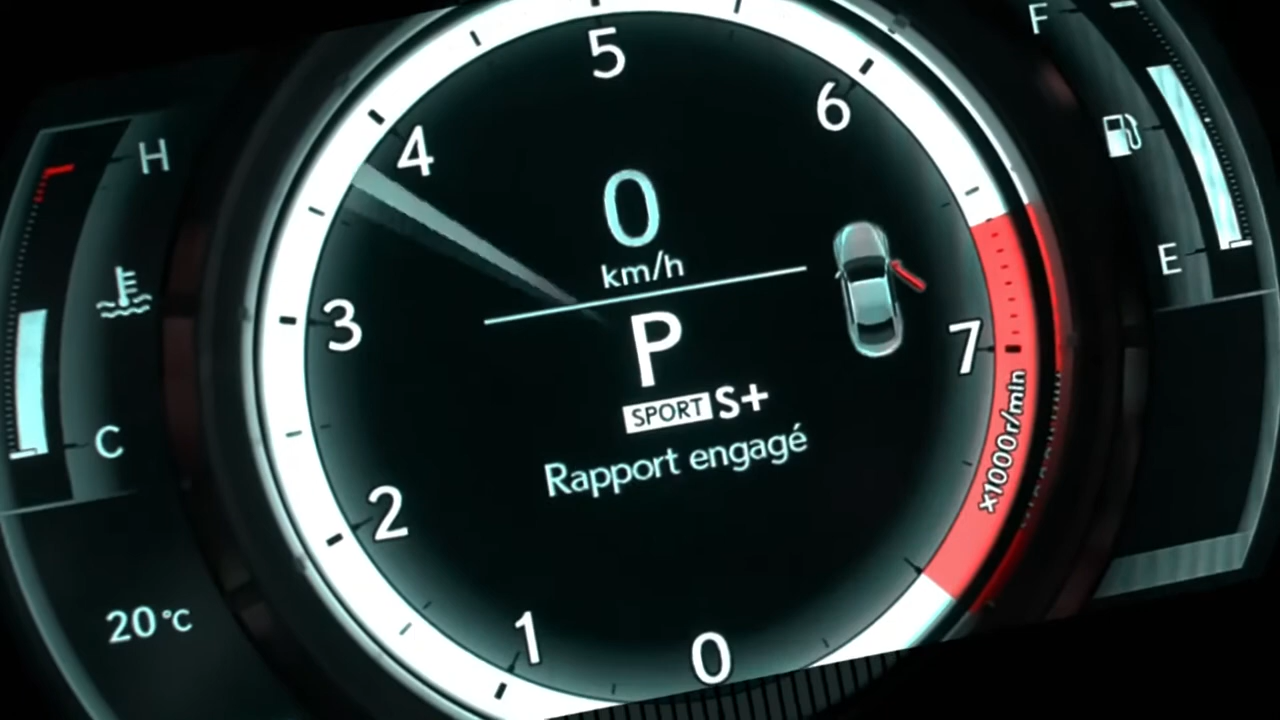 H
C
20°C
0
1
2
3
4
5
6
7
x1000r/min
0
km/h
P
SPORT S+
Rapport engagé
F
E